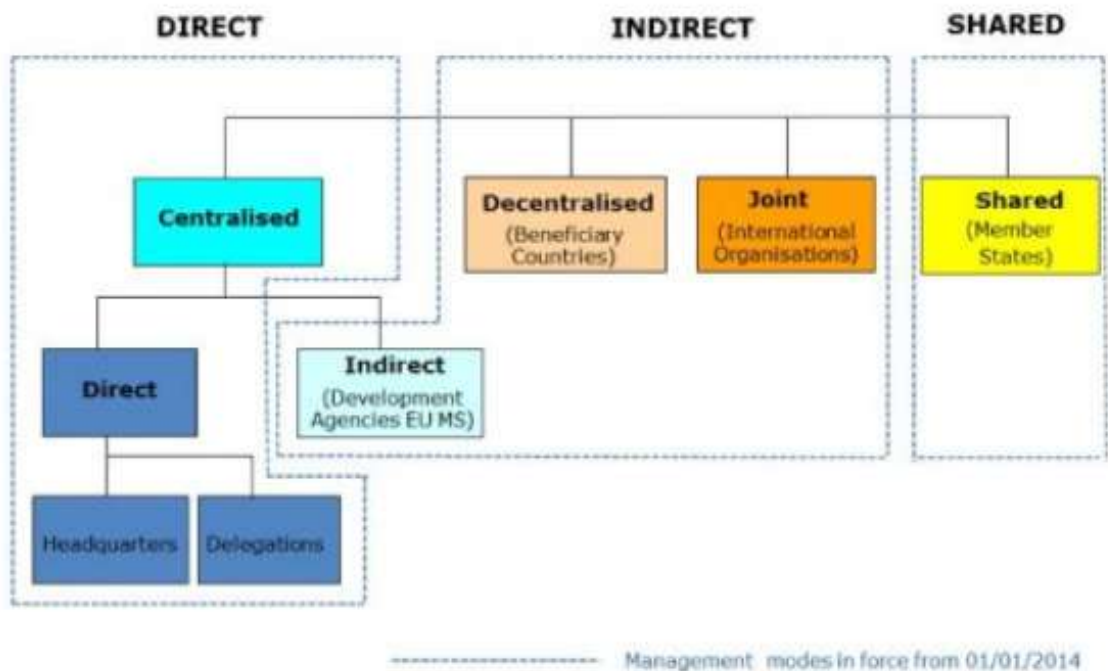 DIRECT
INDIRECT
SHARED
Centralised
Decentralised
(Beneficiary
Countries)
Joint
(International
Organisations)
Shared
(Member
States)
Direct
Indirect
(Development
Agencies EU MS)
Headquarters
Delegations
Management modes in force from 01/01/2014